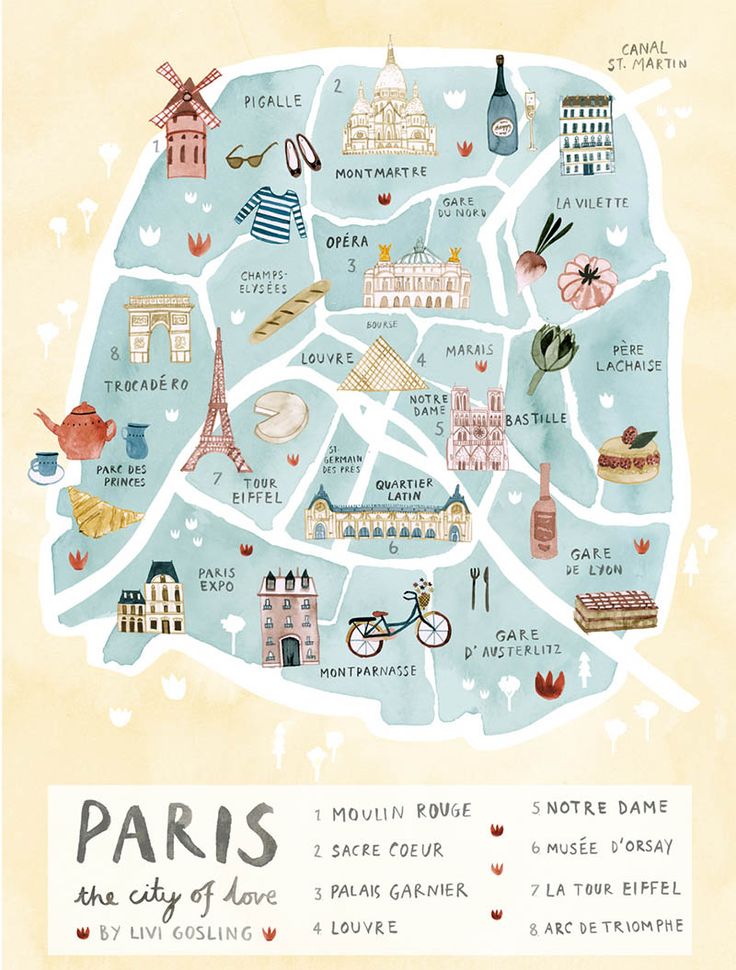 CANAL
ST. MARTIN
PIGALLE
2
1
MONTMARTRE
GARE
DU NORD
LA VILETTE
OPÉRA
3
CHAMPS-
ELYSÉES
BOURSE
LOUVRE
4
MARAIS
PÈRE
LACHAISE
8
TROCADÉRO
NOTRE
DAME
5
BASTILLE
PARC DES
PRINCES
7
TOUR
EIFFEL
ST.
GERMAIN
DES PRES
QUARTIER
LATIN
6
PARIS
EXPO
GARE
DE LYON
MONTPARNASSE
GARE
D'AUSTERLITZ
PARIS
the city of love
BY LIVI GOSLING
1 MOULIN ROUGE
2 SACRE COEUR
3 PALAIS GARNIER
4 LOUVRE
5 NOTRE DAME
6 MUSÉE D'ORSAY
7 LA TOUR EIFFEL
8 ARC DE TRIOMPHE